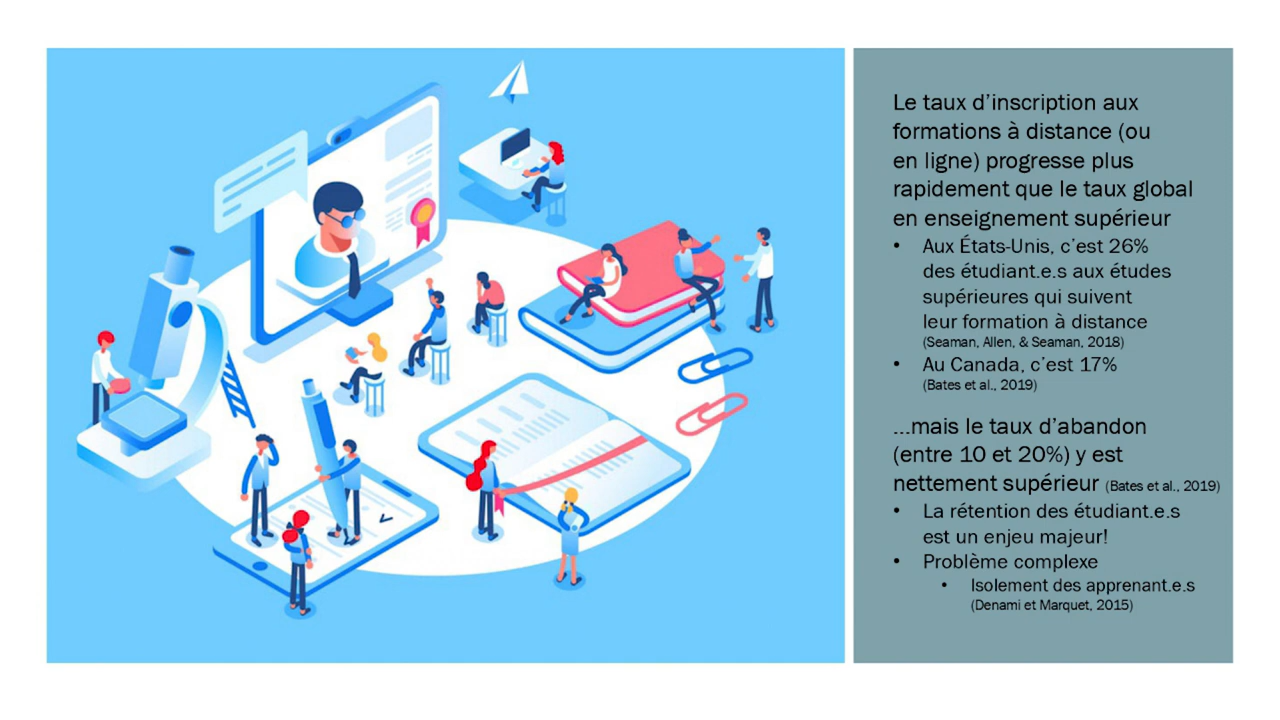 Le taux d’inscription aux
formations à distance (ou
en ligne) progresse plus
rapidement que le taux global
en enseignement supérieur
• Aux États-Unis, c’est 26%
des étudiant.e.s aux études
supérieures qui suivent
leur formation à distance
(Seaman, Allen, & Seaman, 2018)
• Au Canada, c’est 17%
(Bates et al., 2019)
...mais le taux d’abandon
(entre 10 et 20%) y est
nettement supérieur (Bates et al., 2019)
• La rétention des étudiant.e.s
est un enjeu majeur!
• Problème complexe
• Isolement des apprenant.e.s
(Denami et Marquet, 2015)